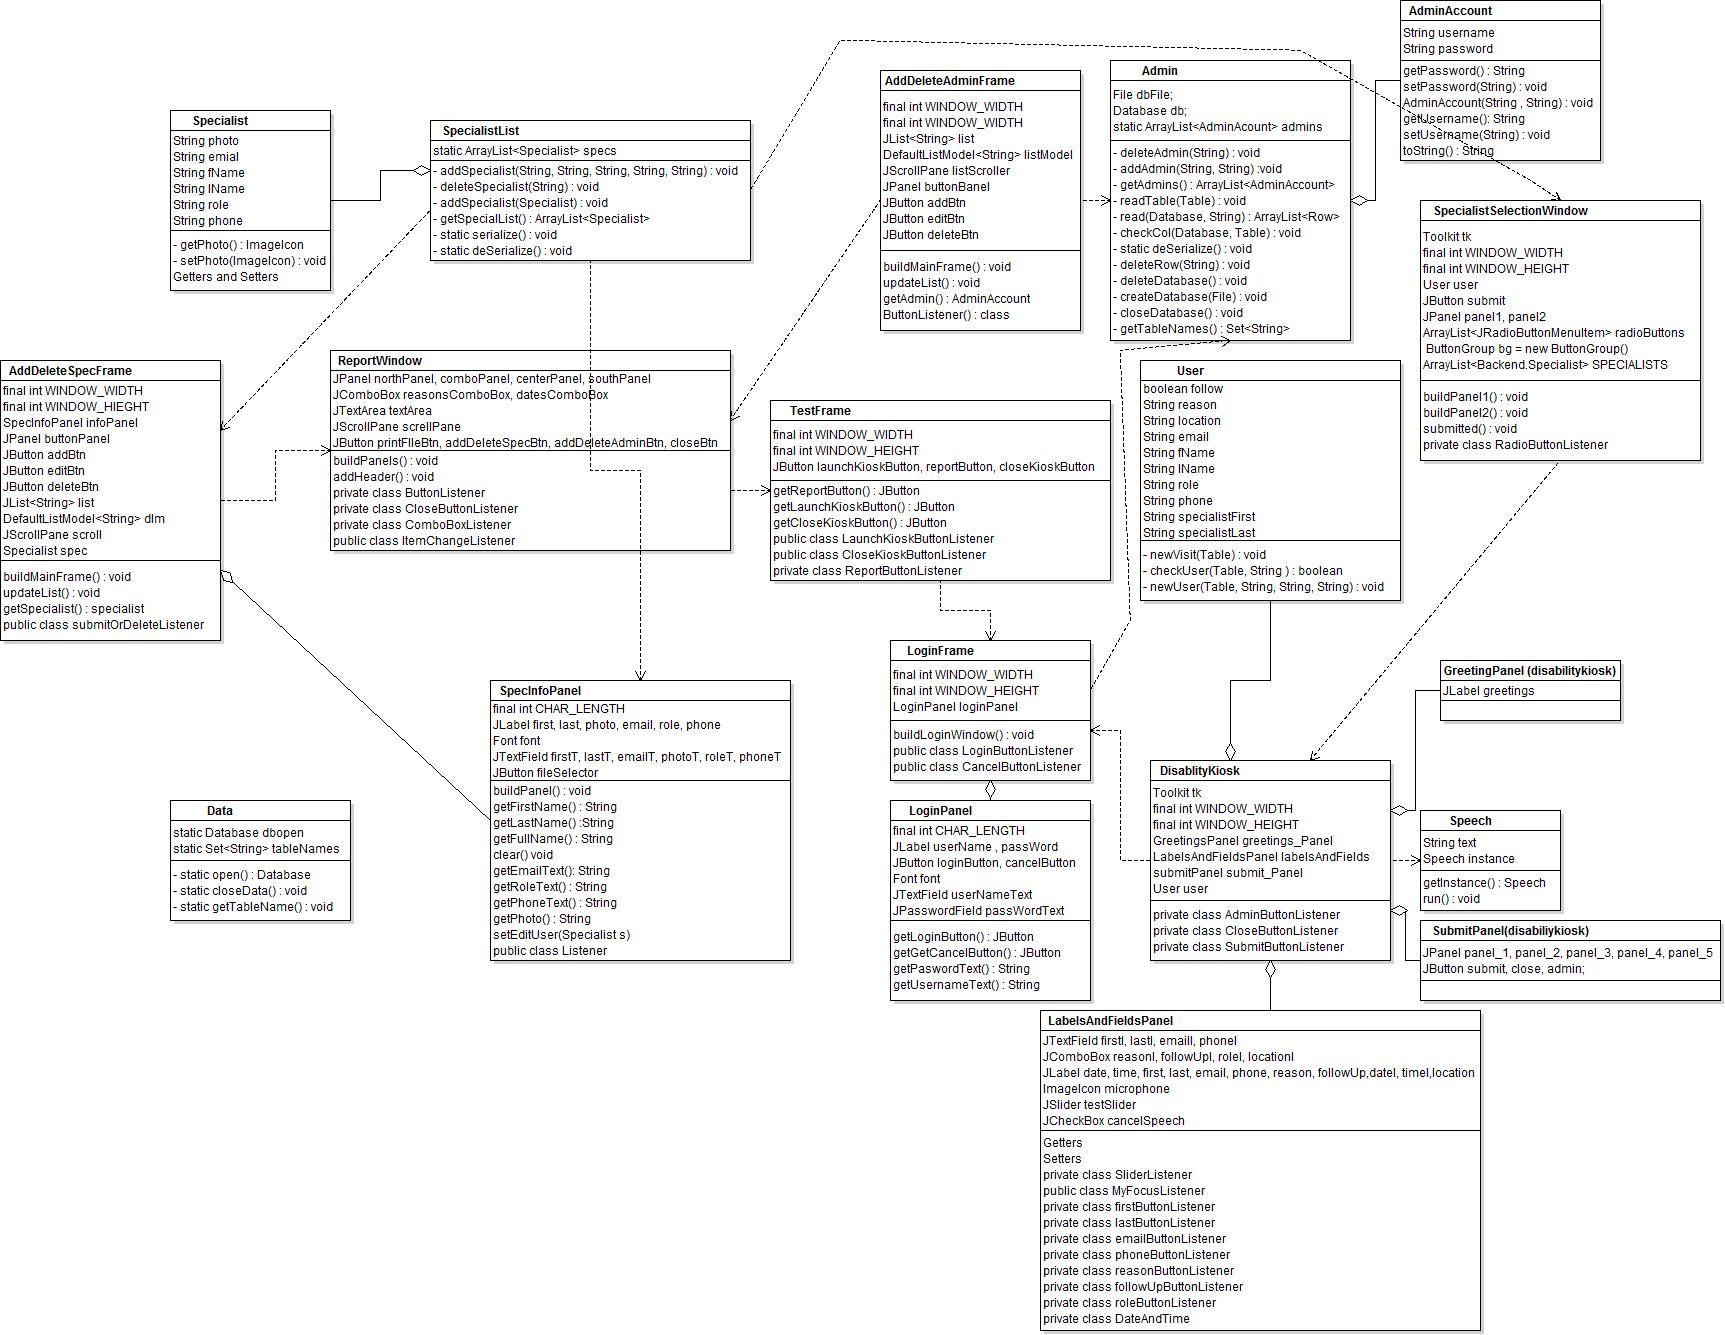 AdminAccount
String username
String password
getPassword() : String
setPassword(String) : void
AdminAccount(String , String) : void
getUsername(): String
setUsername(String) : void
toString() : String
Admin
File dbFile;
Database db;
static ArrayList<AdminAcount> admins
- deleteAdmin(String) : void
- addAdmin(String, String) :void
- getAdmins() : ArrayList<AdminAccount>
- readTable(Table) : void
- read(Database, String) : ArrayList<Row>
- checkCol(Database, Table) : void
- static deSerialize() : void
- deleteRow(String) : void
- deleteDatabase() : void
- createDatabase(File) : void
- closeDatabase() : void
- getTableNames() : Set<String>
AddDeleteAdminFrame
final int WINDOW_WIDTH
final int WINDOW_WIDTH
JList<String> list
DefaultListModel<String> listModel
JScrollPane listScroller
JPanel buttonBanel
JButton addBtn
JButton editBtn
JButton deleteBtn
buildMainFrame() : void
updateList() : void
getAdmin() : AdminAccount
ButtonListener() : class
Specialist
String photo
String emial
String fName
String lName
String role
String phone
- getPhoto() : ImageIcon
- setPhoto(ImageIcon) : void
Getters and Setters
SpecialistList
static ArrayList<Specialist> specs
- addSpecialist(String, String, String, String, String) : void
- deleteSpecialist(String) : void
- addSpecialist(Specialist) : void
- getSpecialList() : ArrayList<Specialist>
- static serialize() : void
- static deSerialize() : void
SpecialistSelectionWindow
Toolkit tk
final int WINDOW_WIDTH
final int WINDOW_HEIGHT
User user
JButton submit
JPanel panel1, panel2
ArrayList<JRadioButtonMenuItem> radioButtons
ButtonGroup bg = new ButtonGroup()
ArrayList<Backend.Specialist> SPECIALISTS
buildPanel1() : void
buildPanel2() : void
submitted() : void
private class RadioButtonListener
AddDeleteSpecFrame
final int WINDOW_WIDTH
final int WINDOW_HIEGHT
SpecInfoPanel infoPanel
JPanel buttonPanel
JButton addBtn
JButton editBtn
JButton deleteBtn
JList<String> list
DefaultListModel<String> dlm
JScrollPane scroll
Specialist spec
buildMainFrame() : void
updateList() : void
getSpecialist() : specialist
public class submitOrDeleteListener
ReportWindow
JPanel northPanel, comboPanel, centerPanel, southPanel
JComboBox reasonsComboBox, datesComboBox
JTextArea textArea
JScrollPane screllPane
JButton printFIleBtn, addDeleteSpecBtn, addDeleteAdminBtn, closeBtn
buildPanels() : void
addHeader() : void
private class ButtonListener
private class CloseButtonListener
private class ComboBoxListener
public class ItemChangeListener
TestFrame
final int WINDOW_WIDTH
final int WINDOW_HEIGHT
JButton launchKioskButton, reportButton, closeKioskButton
getReportButton() : JButton
getLaunchKioskButton() : JButton
getCloseKioskButton() : JButton
public class LaunchKioskButtonListener
public class CloseKioskButtonListener
private class ReportButtonListener
User
boolean follow
String reason
String location
String email
String fName
String lName
String role
String phone
String specialistFirst
String specialistLast
- newVisit(Table) : void
- checkUser(Table, String ) : boolean
- newUser(Table, String, String, String) : void
LoginFrame
final int WINDOW_WIDTH
final int WINDOW_HEIGHT
LoginPanel loginPanel
buildLoginWindow() : void
public class LoginButtonListener
public class CancelButtonListener
GreetingPanel (disabilitykiosk)
JLabel greetings
SpecInfoPanel
final int CHAR_LENGTH
JLabel first, last, photo, email, role, phone
Font font
JTextField firstT, lastT, emailT, photoT, roleT, phoneT
JButton fileSelector
buildPanel() : void
getFirstName() : String
getLastName() :String
getFullName() : String
clear() void
getEmailText(): String
getRoleText() : String
getPhoneText() : String
getPhoto() : String
setEditUser(Specialist s)
public class Listener
Data
static Database dbopen
static Set<String> tableNames
- static open() : Database
- static closeData() : void
- static getTableName() : void
LoginPanel
final int CHAR_LENGTH
JLabel userName , passWord
JButton loginButton, cancelButton
Font font
JTextField userNameText
JPasswordField passWordText
getLoginButton() : JButton
getGetCancelButton() : JButton
getPaswordText() : String
getUsernameText() : String
DisablityKiosk
Toolkit tk
final int WINDOW_WIDTH
final int WINDOW_HEIGHT
GreetingsPanel greetings_Panel
LabelsAndFieldsPanel labelsAndFields
submitPanel submit_Panel
User user
private class AdminButtonListener
private class CloseButtonListener
private class SubmitButtonListener
Speech
String text
Speech instance
getInstance() : Speech
run() : void
SubmitPanel(disabiliykiosk)
JPanel panel_1, panel_2, panel_3, panel_4, panel_5
JButton submit, close, admin;
LabelsAndFieldsPanel
JTextField firstI, lastI, emailI, phoneI
JComboBox reasonI, followUpI, roleI, locationI
JLabel date, time, first, last, email, phone, reason, followUp,dateI, timeI,location
ImageIcon microphone
JSlider testSlider
JCheckBox cancelSpeech
Getters
Setters
private class SliderListener
public class MyFocusListener
private class firstButtonListener
private class lastButtonListener
private class emailButtonListener
private class phoneButtonListener
private class reasonButtonListener
private class followUpButtonListener
private class roleButtonListener
private class DateAndTime